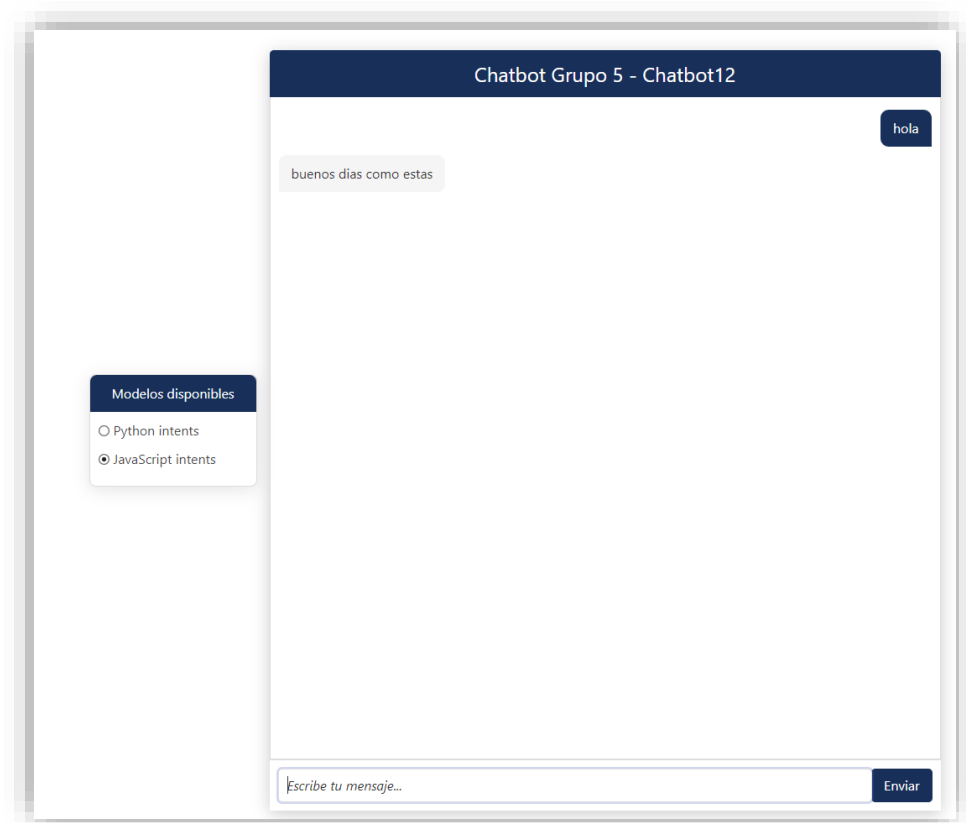 Chatbot Grupo 5 - Chatbot12
hola
buenos dias como estas
Modelos disponibles
Python intents
JavaScript intents
Escribe tu mensaje...
Enviar